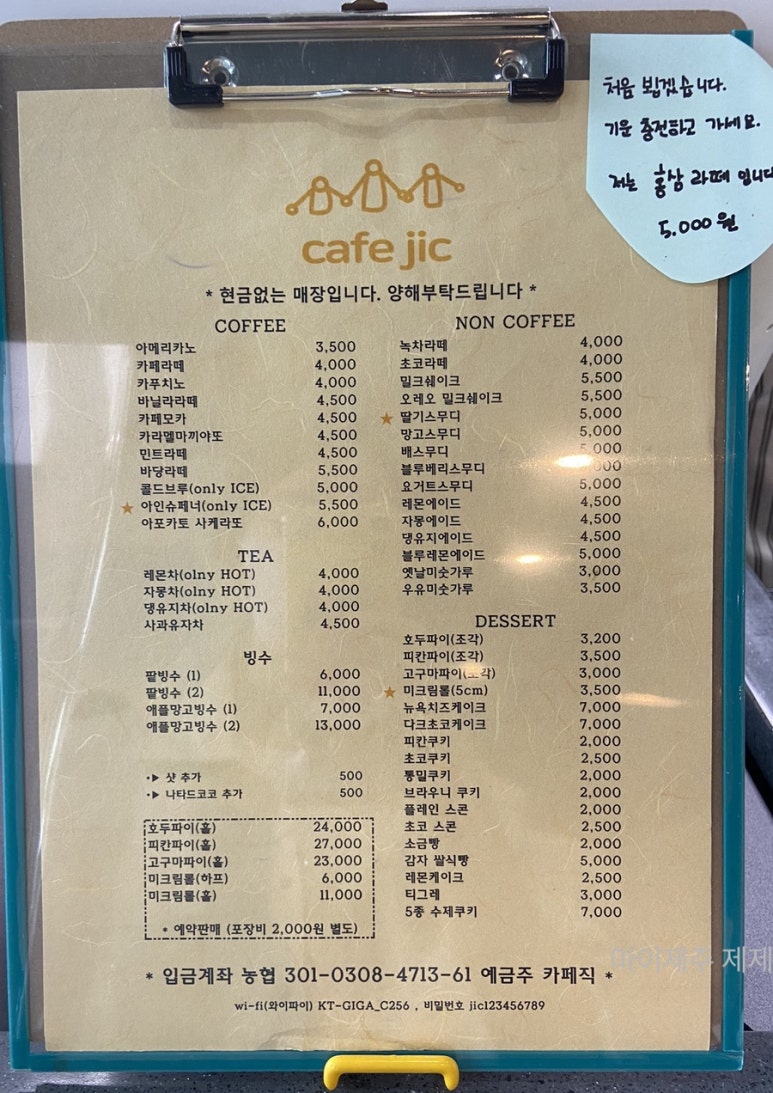 처음 뵙겠습니다.
기운 충전하고 가세요.
저는 홍삼 라떼 입니다
5.000원
cafe jic
* 현금없는 매장입니다. 양해부탁드립니다 *
COFFEE
아메리카노 3,500
카페라떼 4,000
카푸치노 4,000
바닐라라떼 4,500
카페모카 4,500
카라멜마끼야또 4,500
민트라떼 4,500
바당라떼 5,500
콜드브루(only ICE) 5,000
★ 아인슈페너(only ICE) 5,500
아포카토 사케라또 6,000
TEA
레몬차(olny HOT) 4,000
자몽차(olny HOT) 4,000
댕유지차(olny HOT) 4,000
사과유자차 4,500
빙수
팥빙수 (1) 6,000
팥빙수 (2) 11,000
애플망고빙수 (1) 7,000
애플망고빙수 (2) 13,000
•▶ 샷 추가 500
•▶ 나타드코코 추가 500
호두파이(홀) 24,000
피칸파이(홀) 27,000
고구마파이(홀) 23,000
미크림롤(하프) 6,000
미크림롤(홀) 11,000
* 예약판매 (포장비 2,000원 별도)
NON COFFEE
녹차라떼 4,000
초코라떼 4,000
밀크쉐이크 5,500
오레오 밀크쉐이크 5,500
★ 딸기스무디 5,000
망고스무디 5,000
배스무디 5,000
블루베리스무디
요거트스무디 5,000
레몬에이드 4,500
자몽에이드 4,500
댕유지에이드 4,500
블루레몬에이드 5,000
옛날미숫가루 3,000
우유미숫가루 3,500
DESSERT
호두파이(조각) 3,200
피칸파이(조각) 3,500
고구마파이(조각) 3,000
★ 미크림롤(5cm) 3,500
뉴욕치즈케이크 7,000
다크초코케이크 7,000
피칸쿠키 2,000
초코쿠키 2,500
통밀쿠키 2,000
브라우니 쿠키 2,000
플레인 스콘 2,000
초코 스콘 2,500
소금빵 2,000
감자 쌀식빵 5,000
레몬케이크 2,500
티그레 3,000
5종 수제쿠키 7,000
* 입금계좌 농협 301-0308-4713-61 예금주 카페직 *
wi-fi(와이파이) KT-GIGA_C256 , 비밀번호 jic123456789
제제